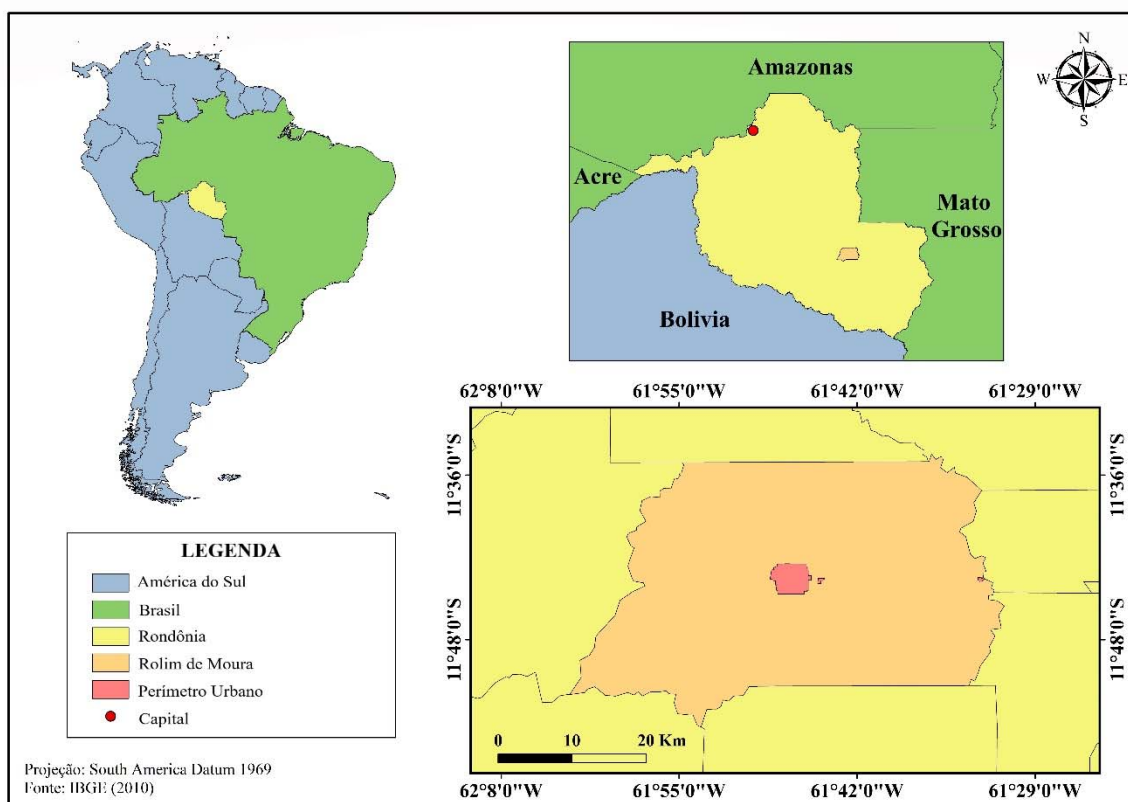 N
W E
S
Amazonas
Acre
Mato
Grosso
Bolivia
62°8'0"W 61°55'0"W 61°42'0"W 61°29'0"W
11°36'0"S 11°36'0"S
11°48'0"S 11°48'0"S
0 10 20 Km
62°8'0"W 61°55'0"W 61°42'0"W 61°29'0"W
LEGENDA
América do Sul
Brasil
Rondônia
Rolim de Moura
Perímetro Urbano
Capital
Projeção: South America Datum 1969
Fonte: IBGE (2010)